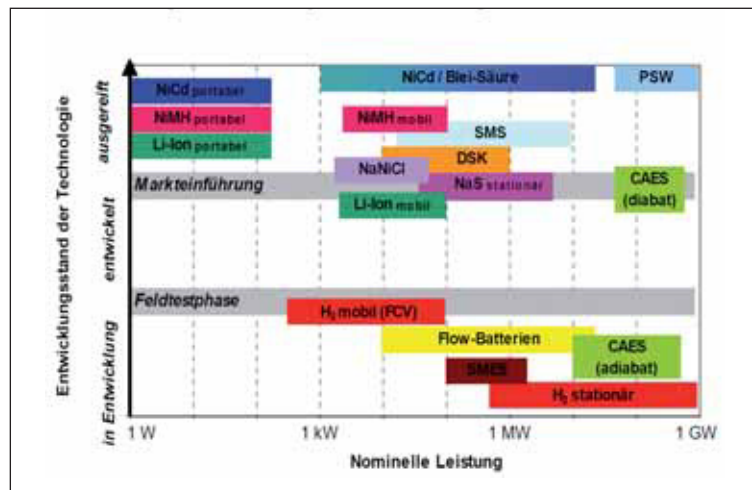 NiCd / Blei-Säure
PSW
NiCd portabel
NiMH portabel
NiMH mobil
SMS
Li-Ion portabel
DSK
NaNiCl
CAES
(diabat)
Markteinführung
NaS stationär
Li-Ion mobil
Feldtestphase
H₂ mobil (FCV)
Flow-Batterien
CAES
(adiabat)
SMES
H₂ stationär
Entwicklungsstand der Technologie
ausgereift
entwickelt
in Entwicklung
1 W
1 kW
1 MW
1 GW
Nominelle Leistung